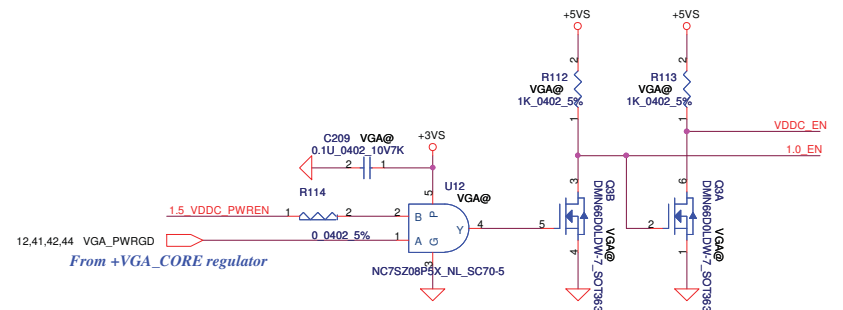 +5VS
+5VS
2
2
R112
R113
VGA@
VGA@
1K_0402_5%
1K_0402_5%
1
1
VDDC_EN
1.0_EN
C209
VGA@
0.1U_0402_10V7K
2
1
+3VS
R114
U12
VGA@
5
1.5_VDDC_PWREN
1
2
2
B
P
Y
4
12,41,42,44
VGA_PWRGD
0_0402_5%
1
A
G
From +VGA_CORE regulator
3
NC7SZ08P5X_NL_SC70-5
3
Q3B
DMN66D0LDW-7_SOT363
VGA@
5
4
6
Q3A
DMN66D0LDW-7_SOT363
VGA@
2
1